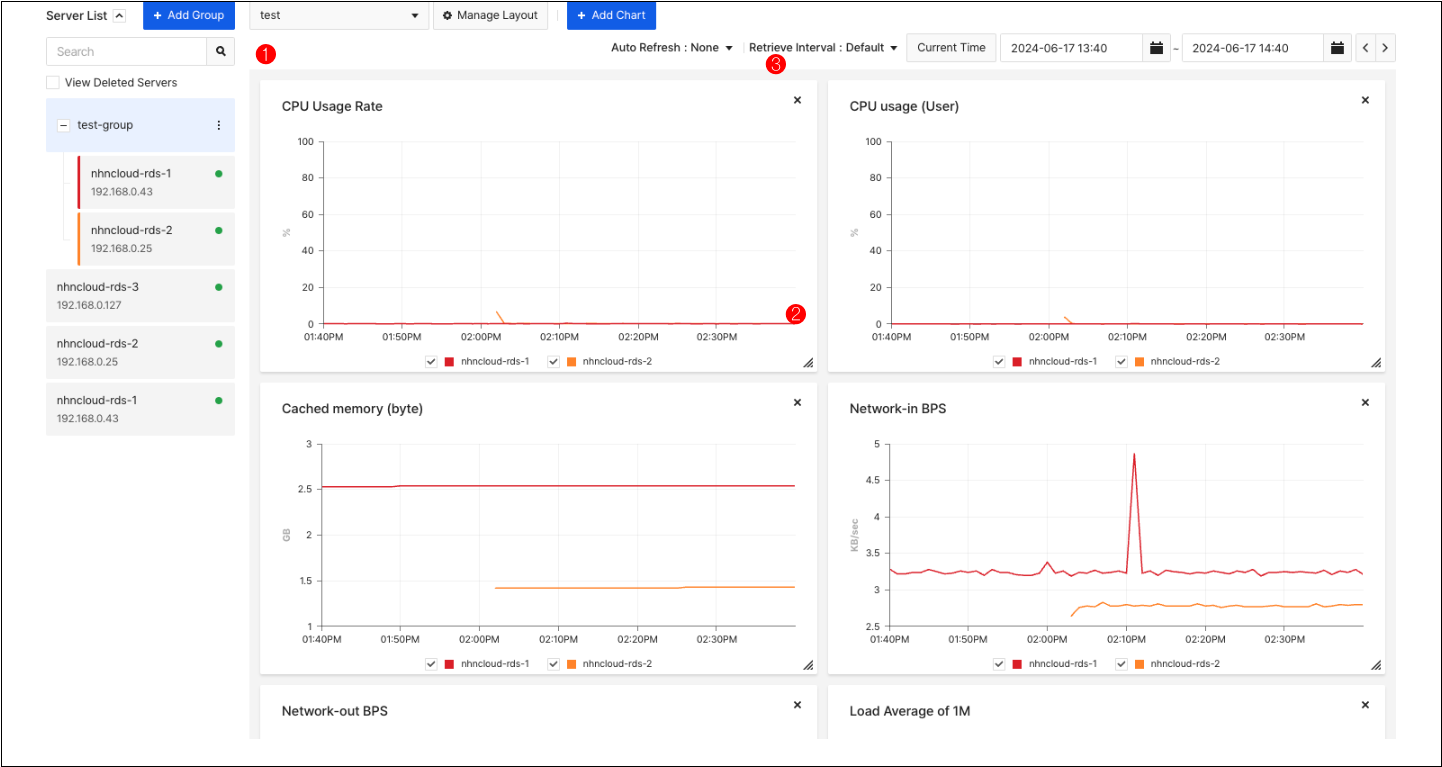 Server List
+ Add Group
test
Manage Layout
+ Add Chart
Search
1
Auto Refresh : None
Retrieve Interval : Default
Current Time
2024-06-17 13:40
~
2024-06-17 14:40
3
View Deleted Servers
test-group
nhncloud-rds-1
192.168.0.43
nhncloud-rds-2
192.168.0.25
nhncloud-rds-3
192.168.0.127
nhncloud-rds-2
192.168.0.25
nhncloud-rds-1
192.168.0.43
CPU Usage Rate
100
80
60
%
40
20
0
2
01:40PM 01:50PM 02:00PM 02:10PM 02:20PM 02:30PM
nhncloud-rds-1 nhncloud-rds-2
CPU usage (User)
100
80
60
%
40
20
0
01:40PM 01:50PM 02:00PM 02:10PM 02:20PM 02:30PM
nhncloud-rds-1 nhncloud-rds-2
Cached memory (byte)
3
2.5
2
GB
1.5
1
01:40PM 01:50PM 02:00PM 02:10PM 02:20PM 02:30PM
nhncloud-rds-1 nhncloud-rds-2
Network-in BPS
5
4.5
4
KB/sec
3.5
3
2.5
01:40PM 01:50PM 02:00PM 02:10PM 02:20PM 02:30PM
nhncloud-rds-1 nhncloud-rds-2
Network-out BPS
Load Average of 1M